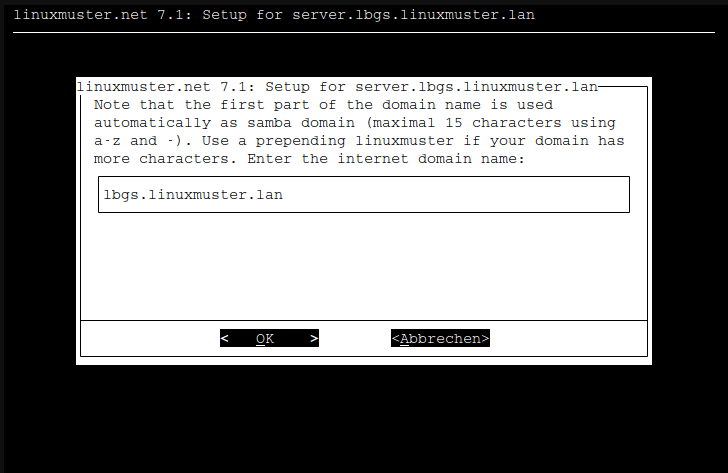 linuxmuster.net 7.1: Setup for server.lbgs.linuxmuster.lan
linuxmuster.net 7.1: Setup for server.lbgs.linuxmuster.lan
Note that the first part of the domain name is used
automatically as samba domain (maximal 15 characters using
a-z and -). Use a prepending linuxmuster if your domain has
more characters. Enter the internet domain name:
lbgs.linuxmuster.lan
< OK > <Abbrechen>